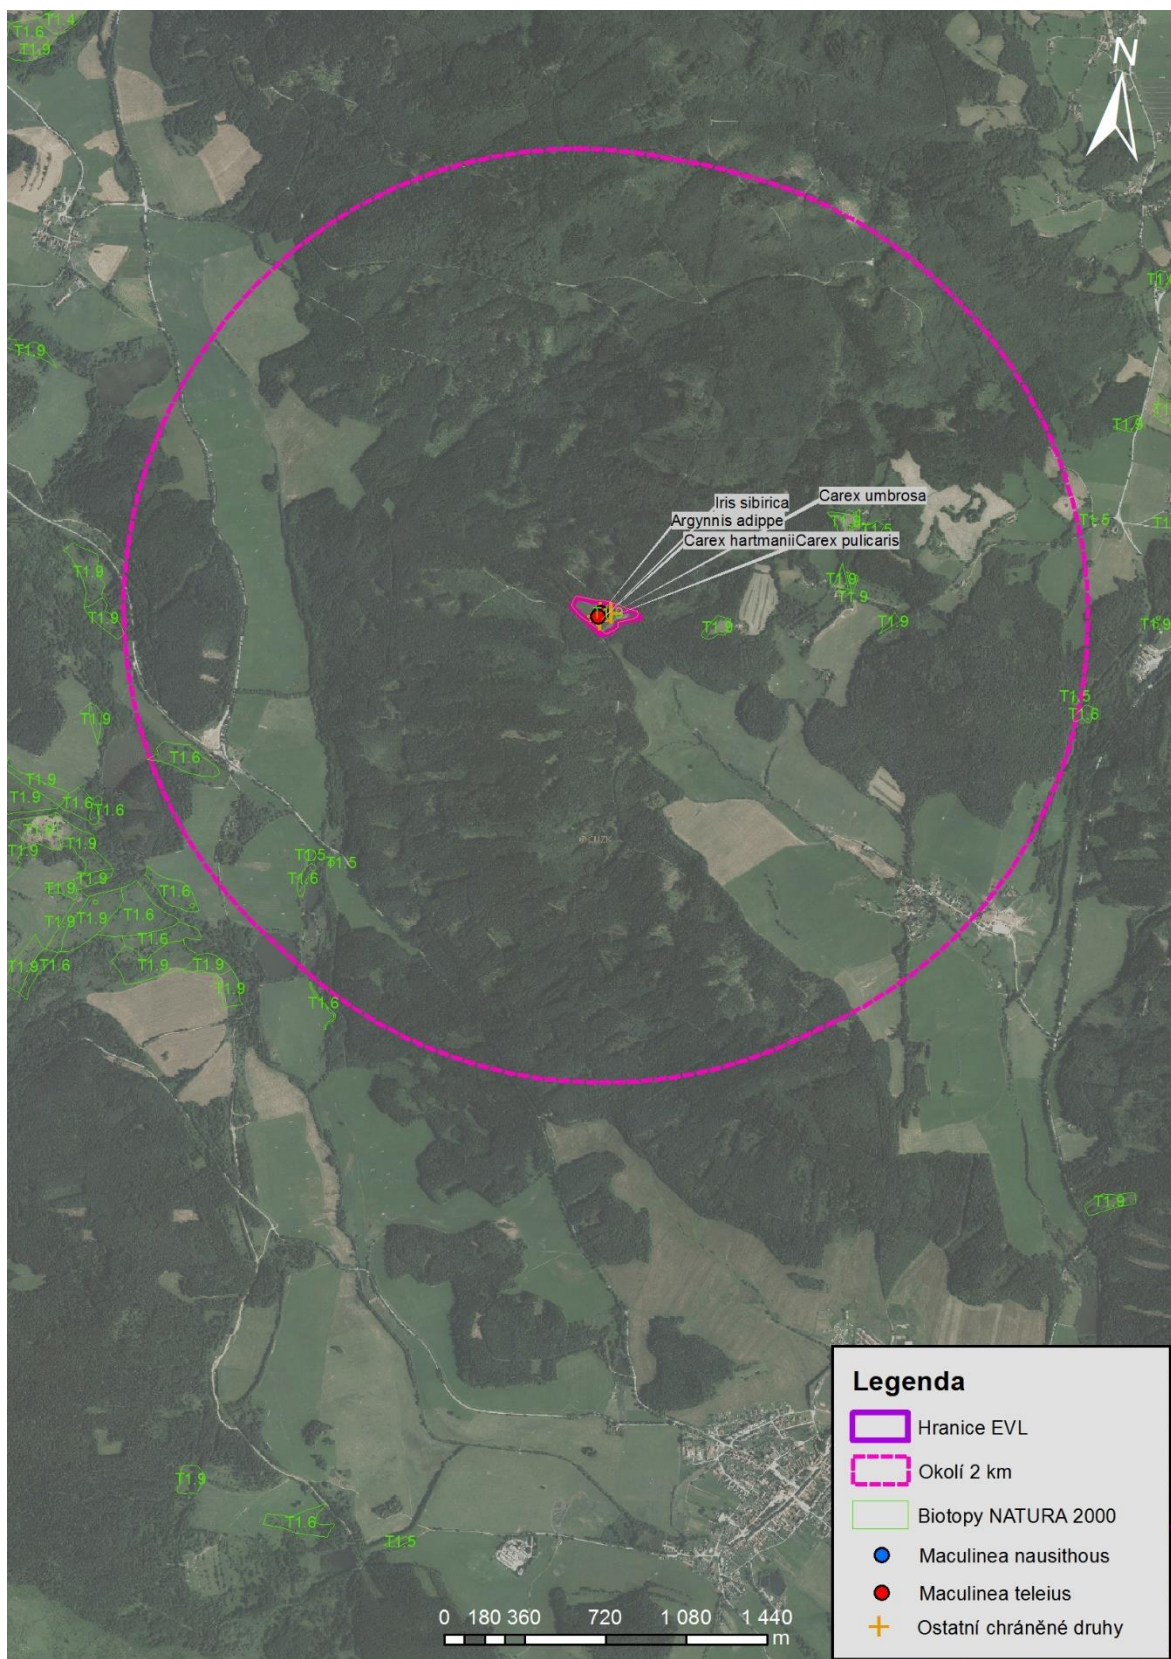 T1.4
T1.6
T1.9
N
T1.9
T1.9
T1.9
T1.5
Iris sibirica
Carex umbrosa
Argynnis adippe
Carex hartmanii
Carex pulicaris
T1.5
T1.9
T1.9
T1.9
T1.9
T1.9
T1.9
T1.9
T1.9
T1.5
T1.6
T1.6
T1.9
T1.9
T1.6
T1.6
T1.9
T1.9
T1.9
T1.5
T1.5
T1.6
T1.9
T1.9
T1.6
T1.9
T1.9
T1.6
T1.6
T1.9
T1.6
T1.9
T1.9
T1.9
T1.6
T1.9
T1.9
T1.6
T1.5
Legenda
Hranice EVL
Okolí 2 km
Biotopy NATURA 2000
Maculinea nausithous
Maculinea teleius
Ostatní chráněné druhy
0 180 360 720 1 080 1 440
m